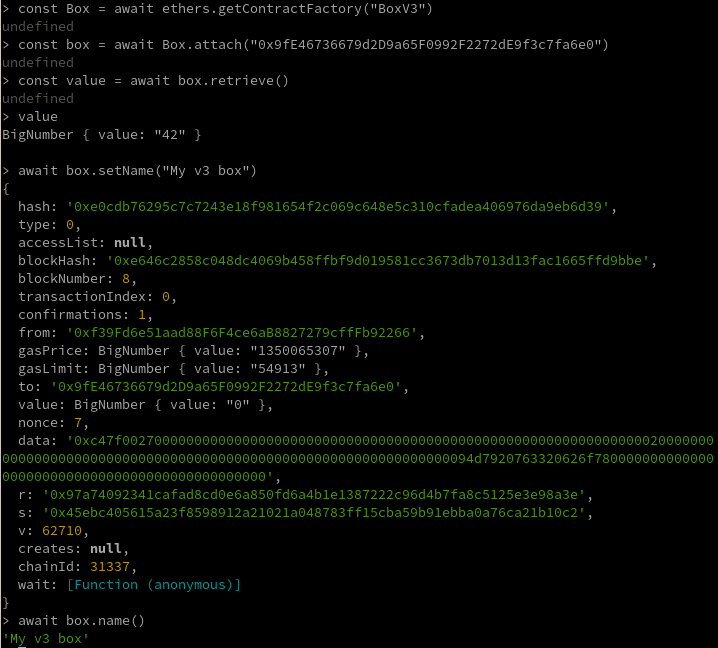 > const Box = await ethers.getContractFactory("BoxV3")
undefined
> const box = await Box.attach("0x9fE46736679d2D9a65F0992F2272dE9f3c7fa6e0")
undefined
> const value = await box.retrieve()
undefined
> value
BigNumber { value: "42" }
> await box.setName("My v3 box")
{
hash: '0xe0cdb76295c7c7243e18f981654f2c069c648e5c310cfadea406976da9eb6d39',
type: 0,
accessList: null,
blockHash: '0xe646c2858c048dc4069b458ffbf9d019581cc3673db7013d13fac1665ffd9bbe',
blockNumber: 8,
transactionIndex: 0,
confirmations: 1,
from: '0xf39Fd6e51aad88F6F4ce6aB8827279cffFb92266',
gasPrice: BigNumber { value: "1350065307" },
gasLimit: BigNumber { value: "54913" },
to: '0x9fE46736679d2D9a65F0992F2272dE9f3c7fa6e0',
value: BigNumber { value: "0" },
nonce: 7,
data: '0xc47f00270000000000000000000000000000000000000000000000000000000000000020000000
00000000000000000000000000000000000000000000000000000000094d7920763320626f780000000000000
000000000000000000000000000000000',
r: '0x97a74092341cafad8cd0e6a850fd6a4b1e1387222c96d4b7fa8c5125e3e98a3e',
s: '0x45ebc405615a23f8598912a21021a048783ff15cba59b91ebba0a76ca21b10c2',
v: 62710,
creates: null,
chainId: 31337,
wait: [Function (anonymous)]
}
> await box.name()
'My v3 box'